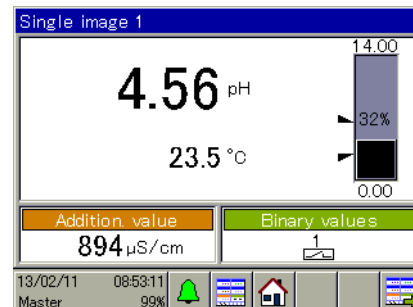 Single image 1
14.00
4.56 pH
32%
23.5 °C
0.00
Addition. value
Binary values
894 µS/cm
1
13/02/11 08:53:11
Master 99%